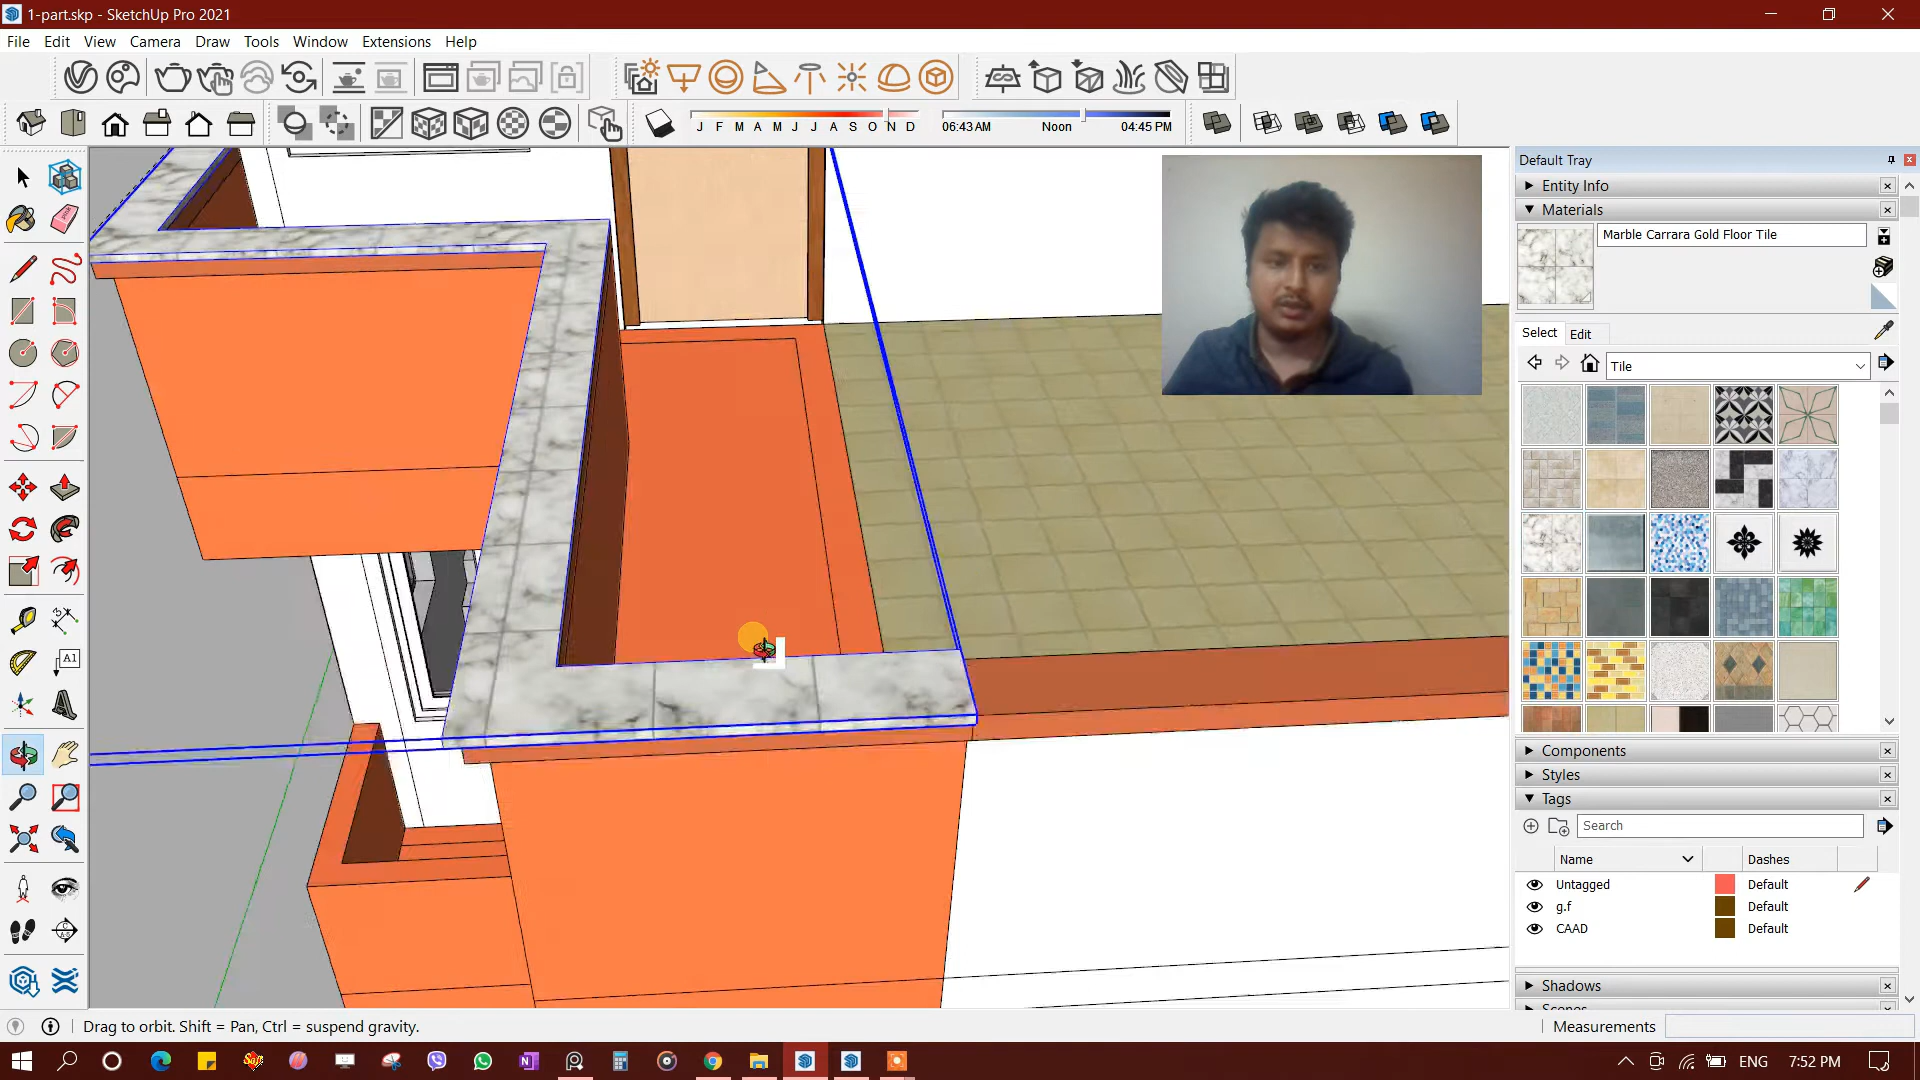 1-part.skp - SketchUp Pro 2021
File Edit View Camera Draw Tools Window Extensions Help
J F M A M J J A S O N D 06:43 AM Noon 04:45 PM
Default Tray
Entity Info
Materials
Marble Carrara Gold Floor Tile
Select Edit
Tile
A1
Components
Styles
Tags
Search
Name Dashes
Untagged Default
g.f Default
CAAD Default
Shadows
Scenes
Drag to orbit. Shift = Pan, Ctrl = suspend gravity.
Measurements
ENG 7:52 PM